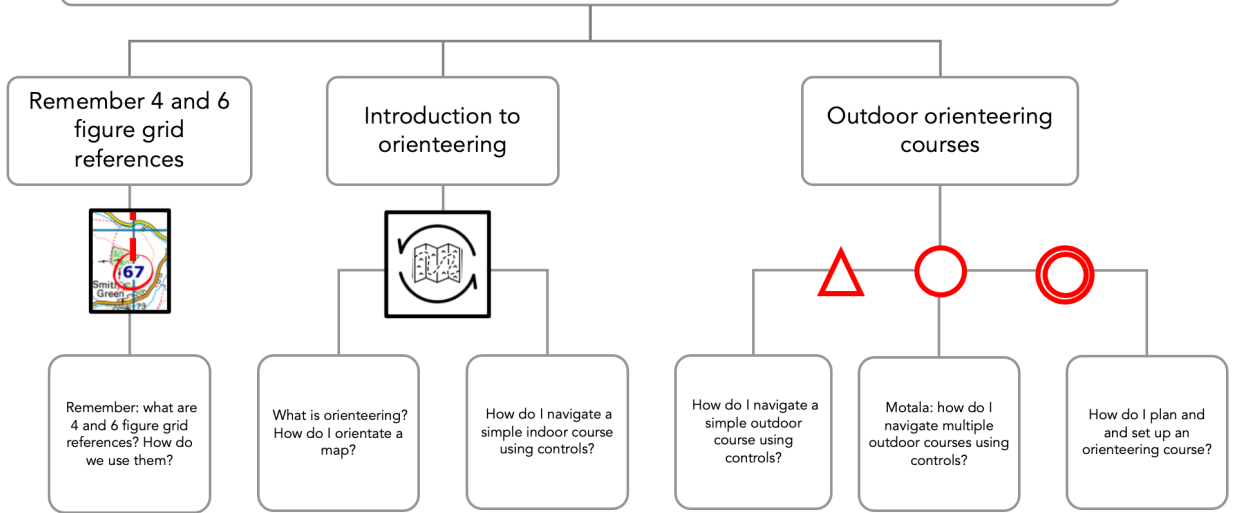 Remember 4 and 6
figure grid
references
Introduction to
orienteering
Outdoor orienteering
courses
67
Smith
Green
73
Remember: what are
4 and 6 figure grid
references? How do
we use them?
What is orienteering?
How do I orientate a
map?
How do I navigate a
simple indoor course
using controls?
How do I navigate a
simple outdoor
course using
controls?
Motala: how do I
navigate multiple
outdoor courses using
controls?
How do I plan and
and set up an
orienteering course?